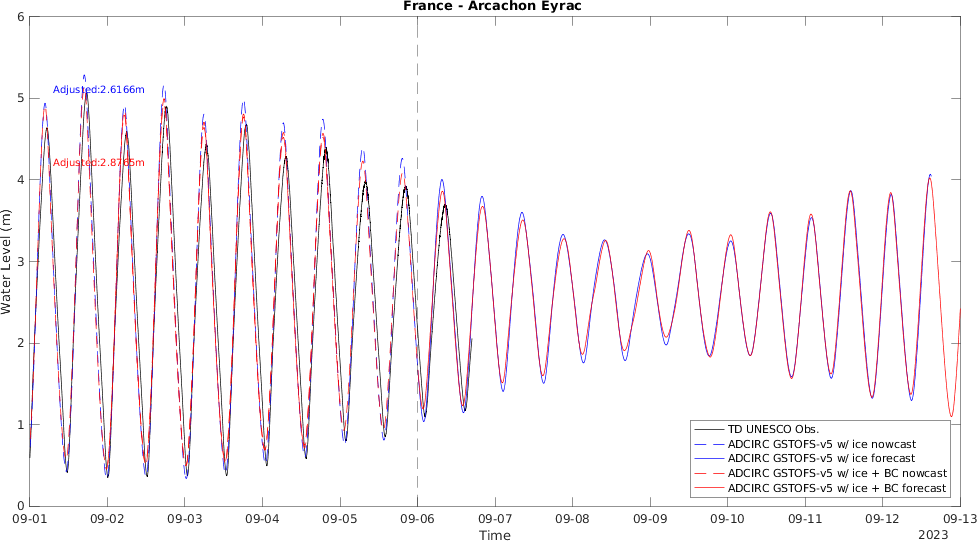 France - Arcachon Eyrac
6
5
4
3
2
1
0
Water Level (m)
Adjusted:2.6166m
Adjusted:2.8765m
TD UNESCO Obs.
ADCIRC GSTOFS-v5 w/ ice nowcast
ADCIRC GSTOFS-v5 w/ ice forecast
ADCIRC GSTOFS-v5 w/ ice + BC nowcast
ADCIRC GSTOFS-v5 w/ ice + BC forecast
09-01 09-02 09-03 09-04 09-05 09-06 09-07 09-08 09-09 09-10 09-11 09-12 09-13
Time
2023